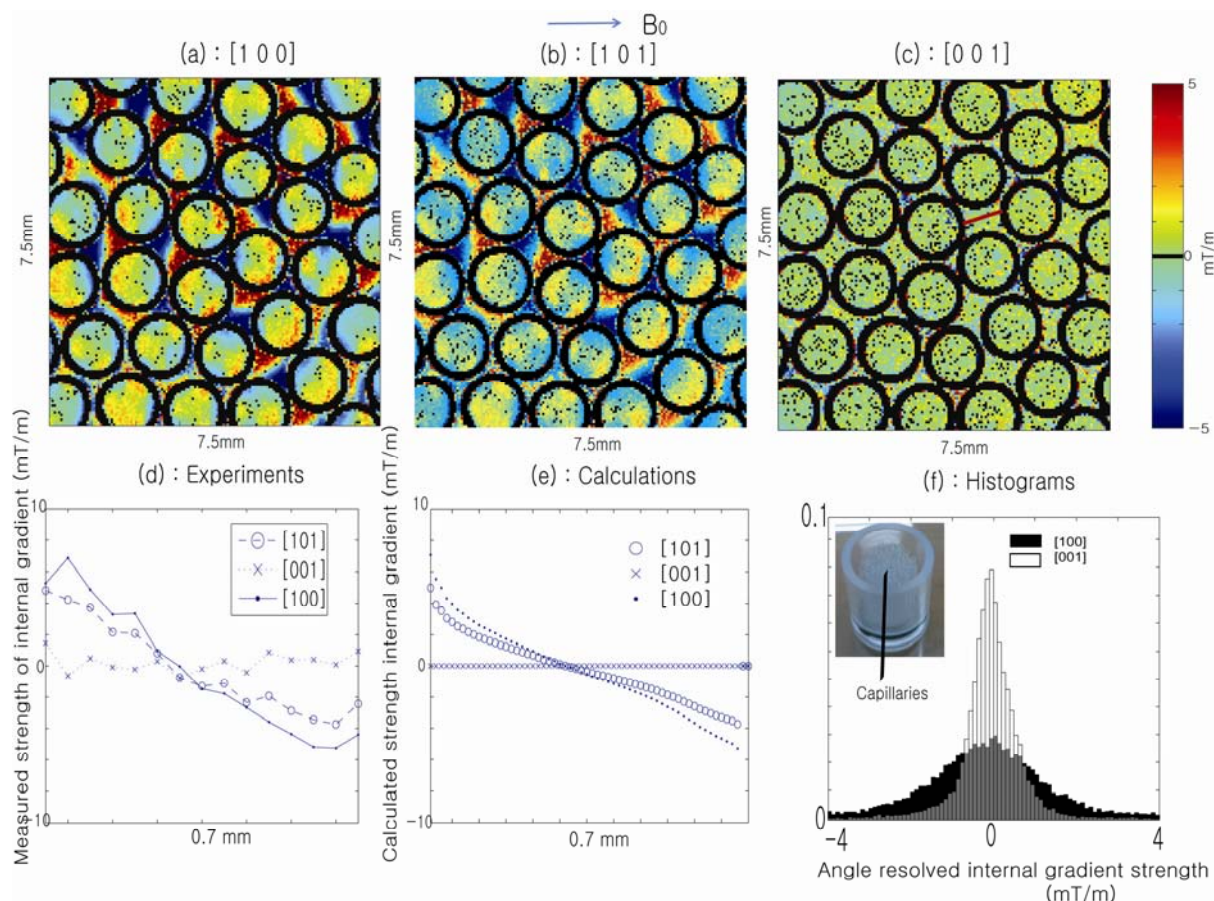 B0
(a) : [1 0 0]
(b) : [1 0 1]
(c) : [0 0 1]
7.5mm
7.5mm
7.5mm
5
0
−5
mT/m
7.5mm
7.5mm
7.5mm
(d) : Experiments
(e) : Calculations
(f) : Histograms
Measured strength of internal gradient (mT/m)
10
0
−10
[101]
[001]
[100]
0.7 mm
Calculated strength internal gradient (mT/m)
10
0
−10
[101]
[001]
[100]
0.7 mm
0.1
0
[100]
[001]
Capillaries
−4
0
4
Angle resolved internal gradient strength
(mT/m)